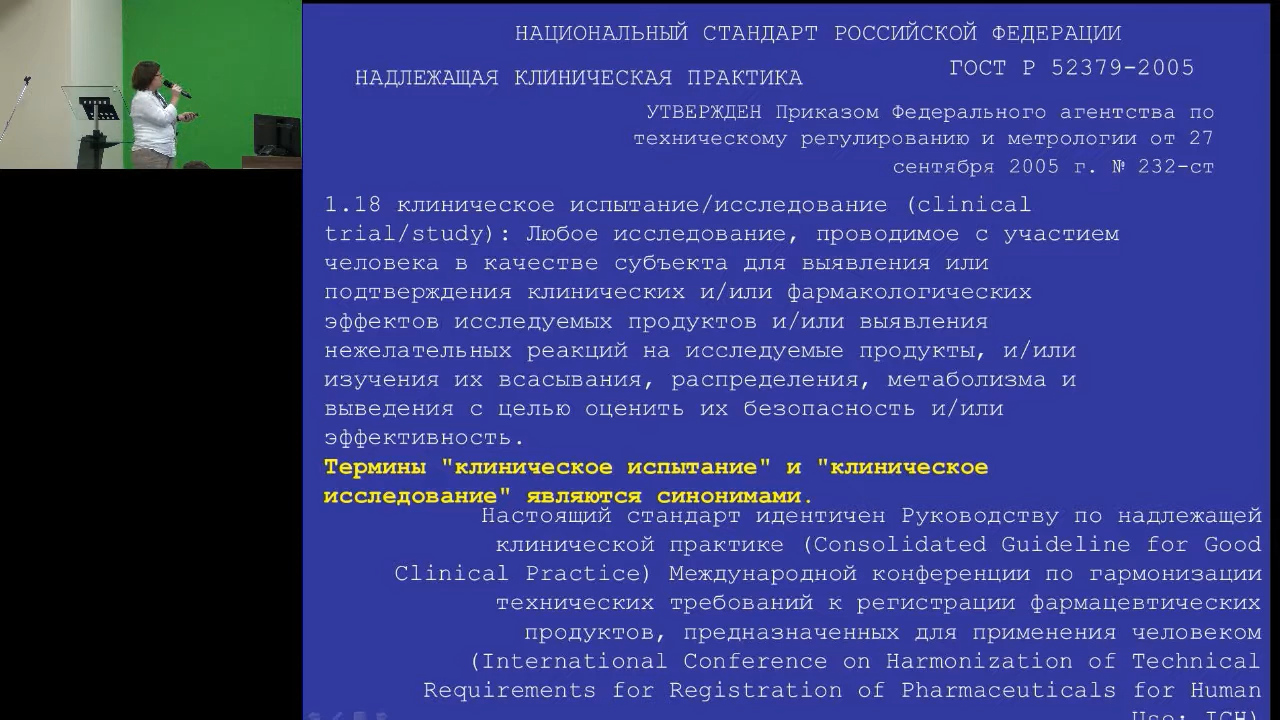 НАЦИОНАЛЬНЫЙ СТАНДАРТ РОССИЙСКОЙ ФЕДЕРАЦИИ
НАДЛЕЖАЩАЯ КЛИНИЧЕСКАЯ ПРАКТИКА
ГОСТ Р 52379-2005
УТВЕРЖДЕН Приказом Федерального агентства по
техническому регулированию и метрологии от 27
сентября 2005 г. № 232-ст
1.18 клиническое испытание/исследование (clinical
trial/study): Любое исследование, проводимое с участием
человека в качестве субъекта для выявления или
подтверждения клинических и/или фармакологических
эффектов исследуемых продуктов и/или выявления
нежелательных реакций на исследуемые продукты, и/или
изучения их всасывания, распределения, метаболизма и
выведения с целью оценить их безопасность и/или
эффективность.
Термины "клиническое испытание" и "клиническое
исследование" являются синонимами.
Настоящий стандарт идентичен Руководству по надлежащей
клинической практике (Consolidated Guideline for Good
Clinical Practice) Международной конференции по гармонизации
технических требований к регистрации фармацевтических
продуктов, предназначенных для применения человеком
(International Conference on Harmonization of Technical
Requirements for Registration of Pharmaceuticals for Human
Use; ICH)